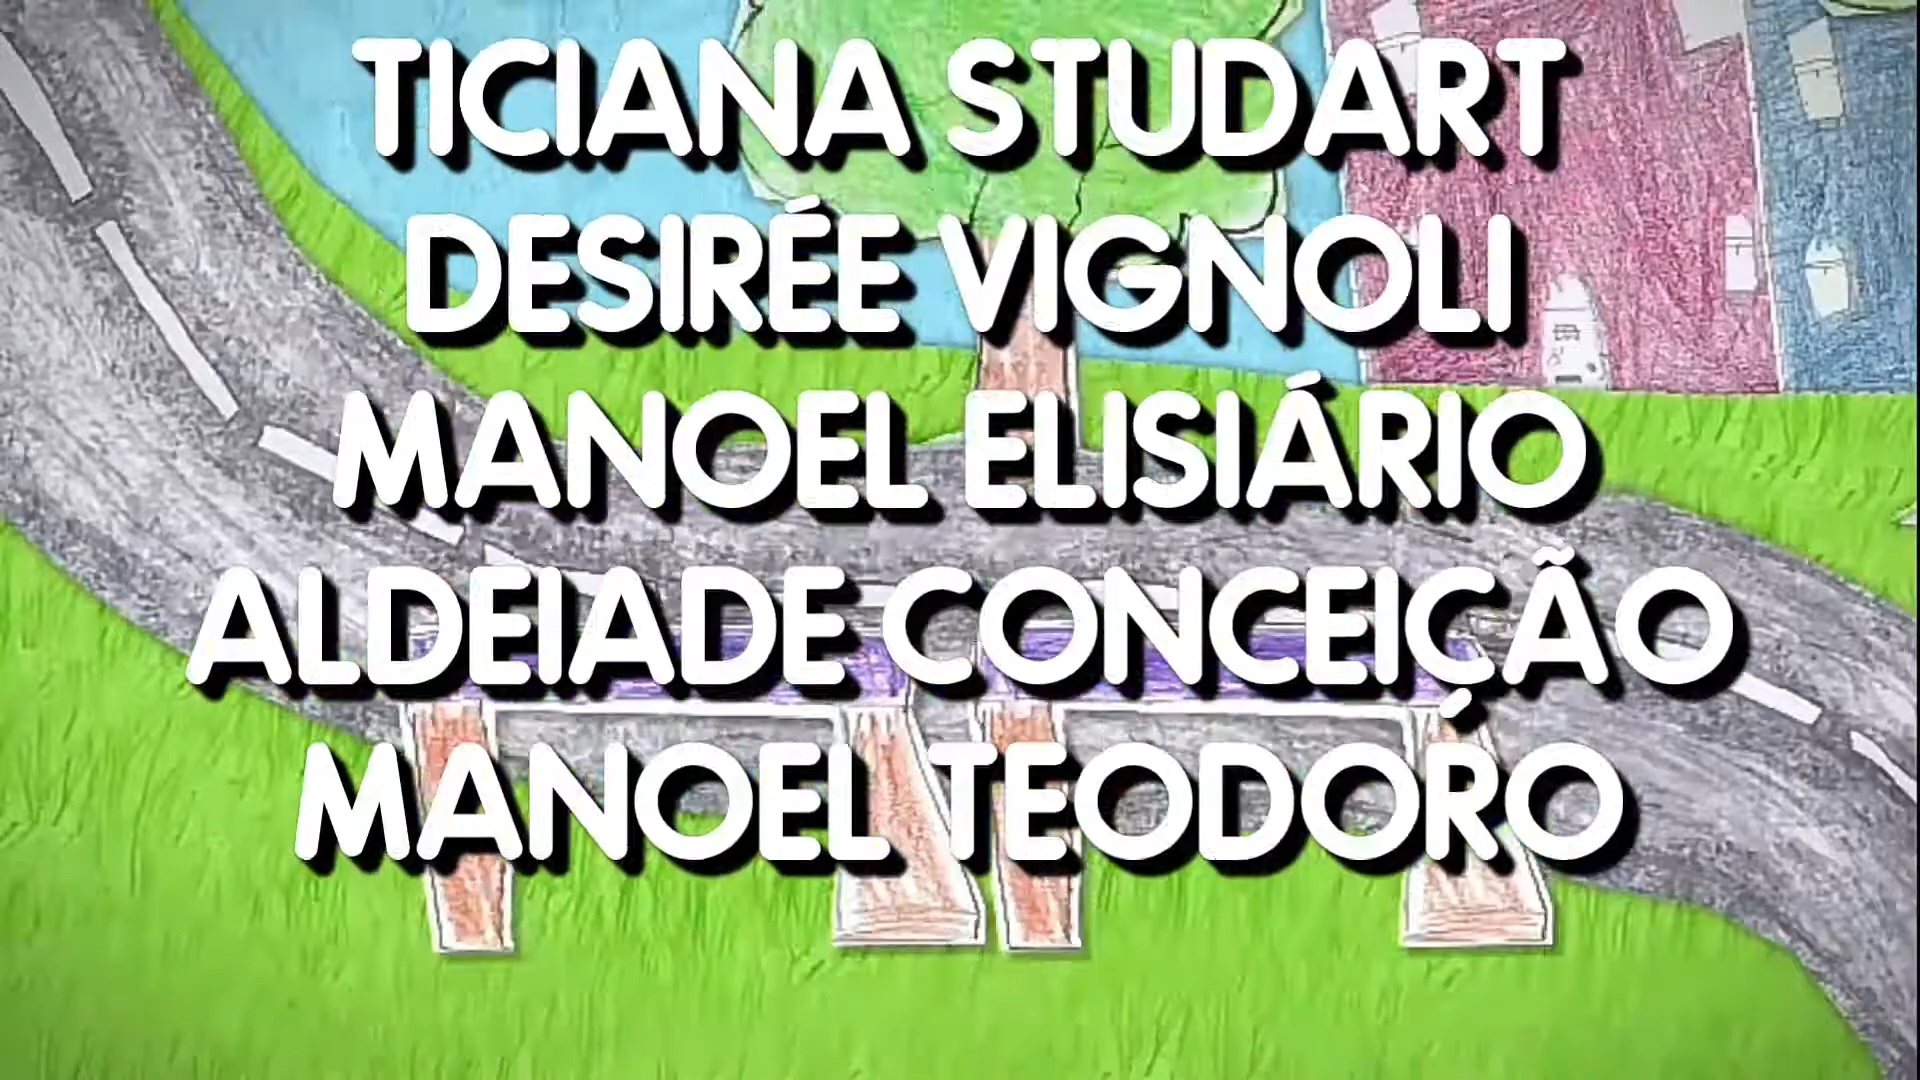 TICIANA STUDART
DESIRÉE VIGNOLI
MANOEL ELISIÁRIO
ALDEIADE CONCEIÇÃO
MANOEL TEODORO